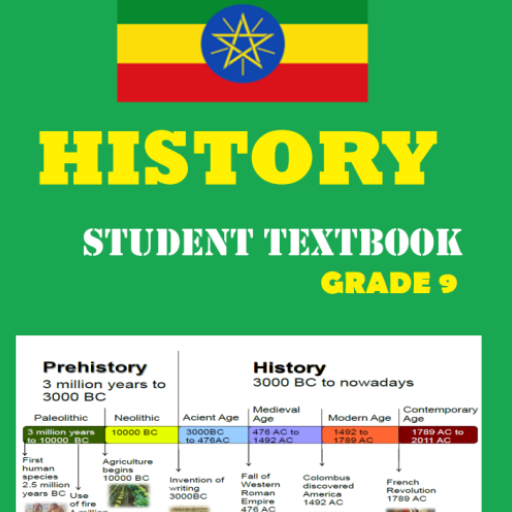 HISTORY
STUDENT TEXTBOOK
GRADE 9
Prehistory
3 million years to
3000 BC
History
3000 BC to nowadays
Paleolithic
Neolithic
Acient Age
Medieval
Age
Modern Age
Contemporary
Age
3 million years
to 10000 BC
10000 BC
3000BC
to 476AC
476 AC to
1492 AC
1492 to
1789 AC
1789 AC to
2011 AC
First
human
species
2.5 million
years BC
Use
of fire
Agriculture
begins
10000 BC
Invention of
writing
3000BC
Fall of
Western
Roman
Empire
476 AC
Colombus
discovered
America
1492 AC
French
Revolution
1789 AC